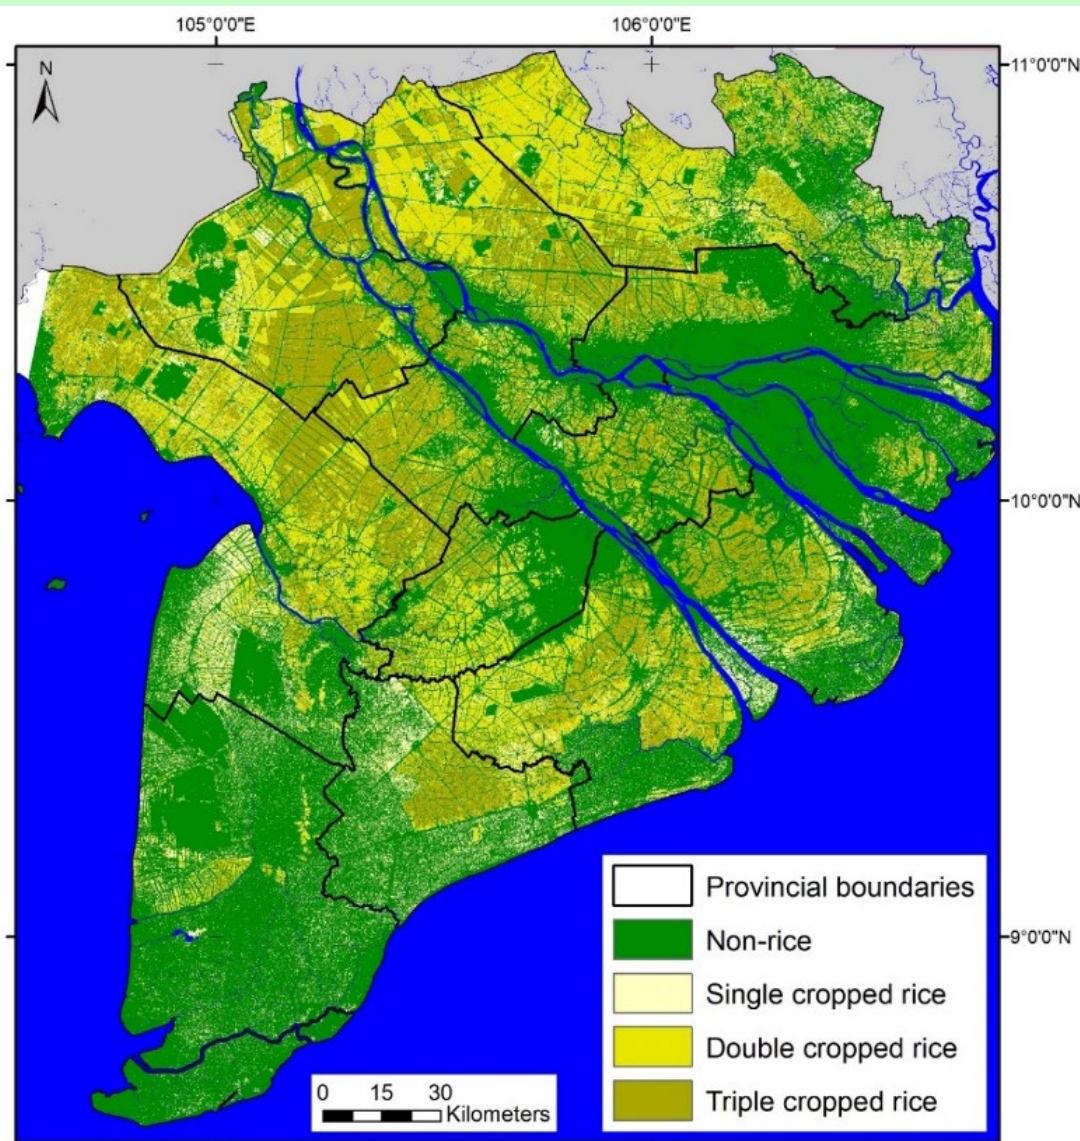 105°0'0"E
106°0'0"E
N
11°0'0"N
10°0'0"N
9°0'0"N
Provincial boundaries
Non-rice
Single cropped rice
Double cropped rice
Triple cropped rice
0 15 30
Kilometers